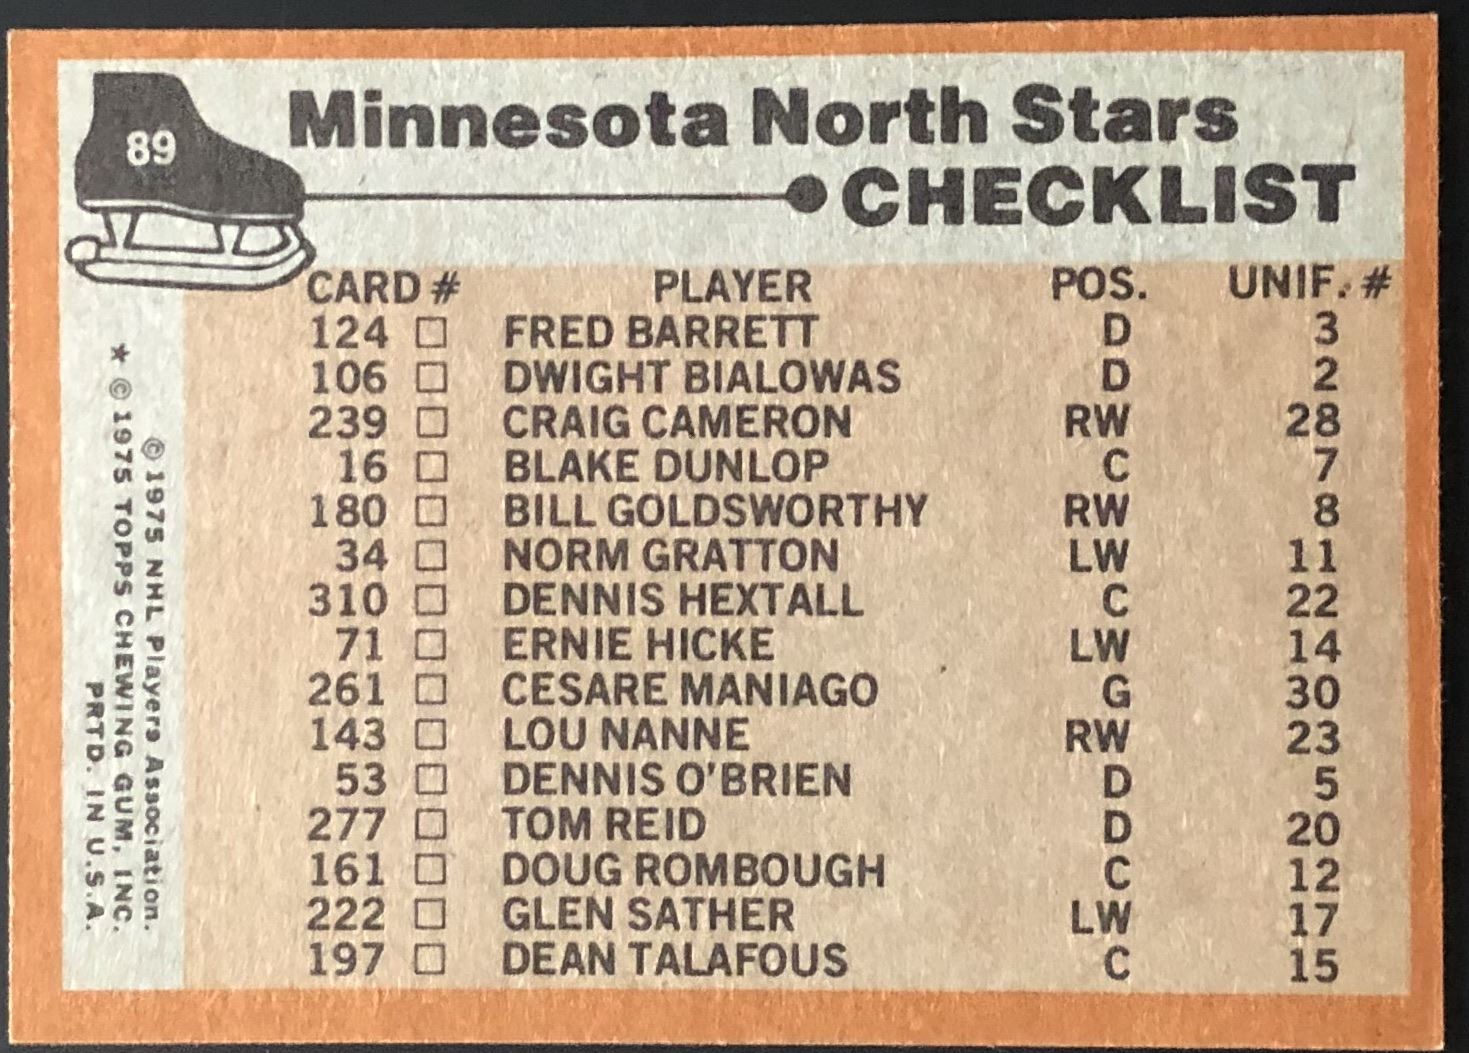 89
Minnesota North Stars
CHECKLIST
CARD # PLAYER POS. UNIF. #
124 □ FRED BARRETT D 3
106 □ DWIGHT BIALOWAS D 2
239 □ CRAIG CAMERON RW 28
16 □ BLAKE DUNLOP C 7
180 □ BILL GOLDSWORTHY RW 8
34 □ NORM GRATTON LW 11
310 □ DENNIS HEXTALL C 22
71 □ ERNIE HICKE LW 14
261 □ CESARE MANIAGO G 30
143 □ LOU NANNE RW 23
53 □ DENNIS O'BRIEN D 5
277 □ TOM REID D 20
161 □ DOUG ROMBOUGH C 12
222 □ GLEN SATHER LW 17
197 □ DEAN TALAFOUS C 15
© 1975 NHL Players Association.
★ © 1975 TOPPS CHEWING GUM, INC.
PRTD. IN U.S.A.